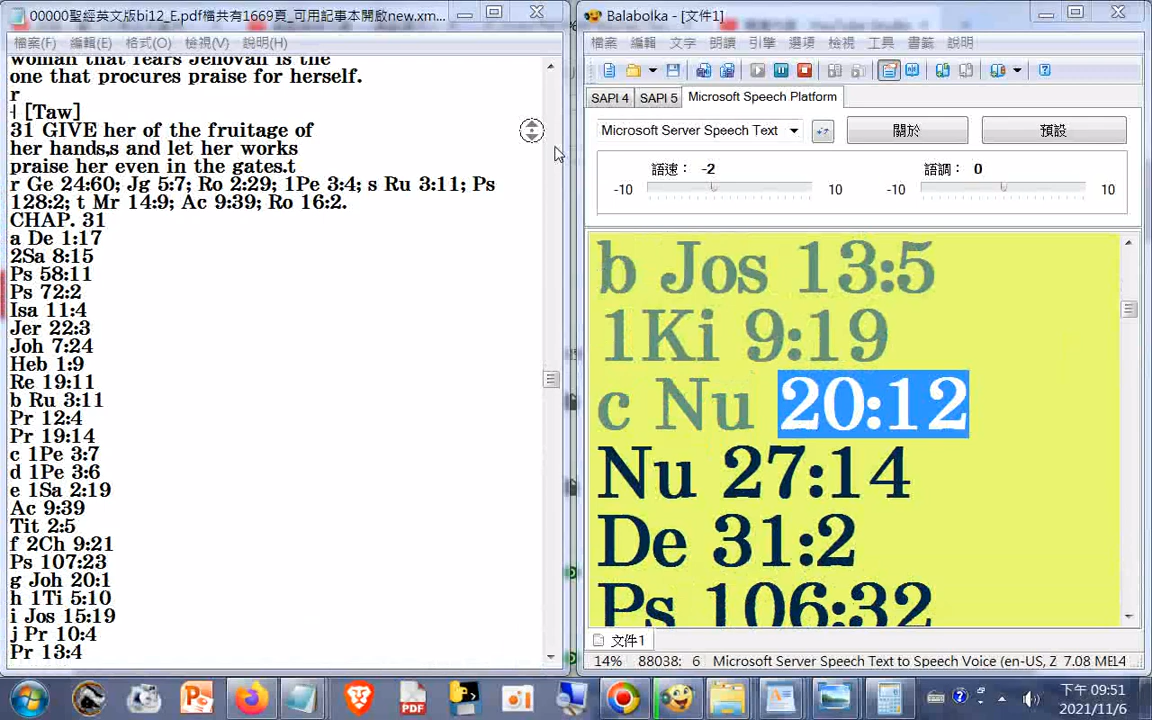 00000聖經英文版bi12_E.pdf檔共有1669頁_可用記事本開啟new.xm...
檔案(F) 編輯(E) 格式(O) 檢視(V) 說明(H)
woman that fears Jehovah is the
one that procures praise for herself.
r
[Taw]
31 GIVE her of the fruitage of
her hands,s and let her works
praise her even in the gates.t
r Ge 24:60; Jg 5:7; Ro 2:29; 1Pe 3:4; s Ru 3:11; Ps
128:2; t Mr 14:9; Ac 9:39; Ro 16:2.
CHAP. 31
a De 1:17
2Sa 8:15
Ps 58:11
Ps 72:2
Isa 11:4
Jer 22:3
Joh 7:24
Heb 1:9
Re 19:11
b Ru 3:11
Pr 12:4
Pr 19:14
c 1Pe 3:7
d 1Pe 3:6
e 1Sa 2:19
Ac 9:39
Tit 2:5
f 2Ch 9:21
Ps 107:23
g Joh 20:1
h 1Ti 5:10
i Jos 15:19
j Pr 10:4
Pr 13:4
Balabolka - [文件1]
檔案 編輯 文字 朗讀 引擎 選項 檢視 工具 書籤 說明
SAPI 4 SAPI 5 Microsoft Speech Platform
Microsoft Server Speech Text 關於 預設
語速: -2 語調: 0
-10 10 -10 10
b Jos 13:5
1Ki 9:19
c Nu 20:12
Nu 27:14
De 31:2
Ps 106:32
文件1
14% 88038: 6 Microsoft Server Speech Text to Speech Voice (en-US, Z 7.08 ME
下午 09:51
2021/11/6